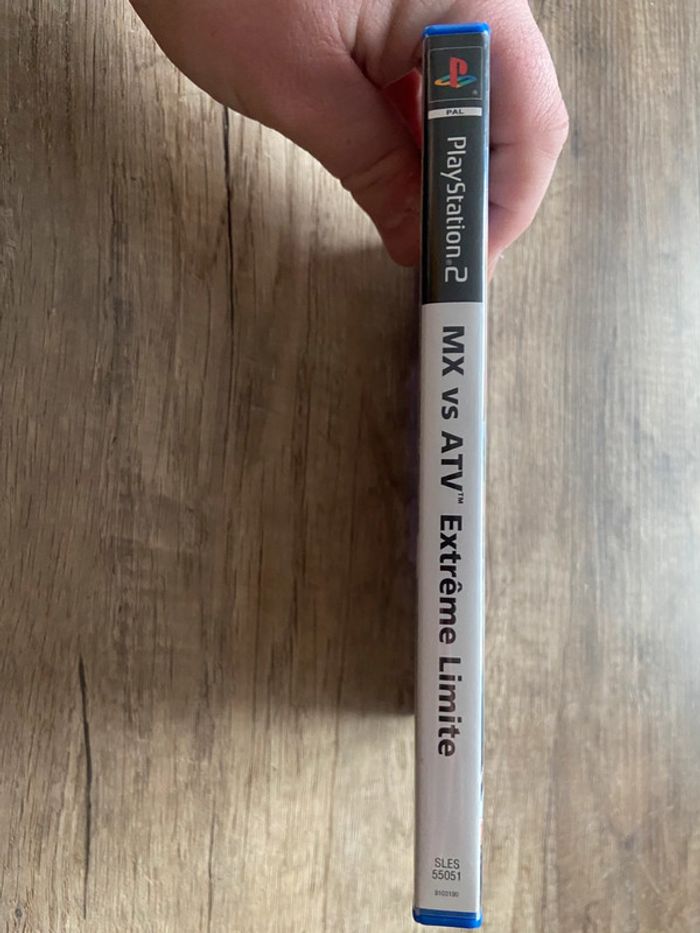 PAL
PlayStation®2
MX vs ATV™ Extrême Limite
SLES
55051